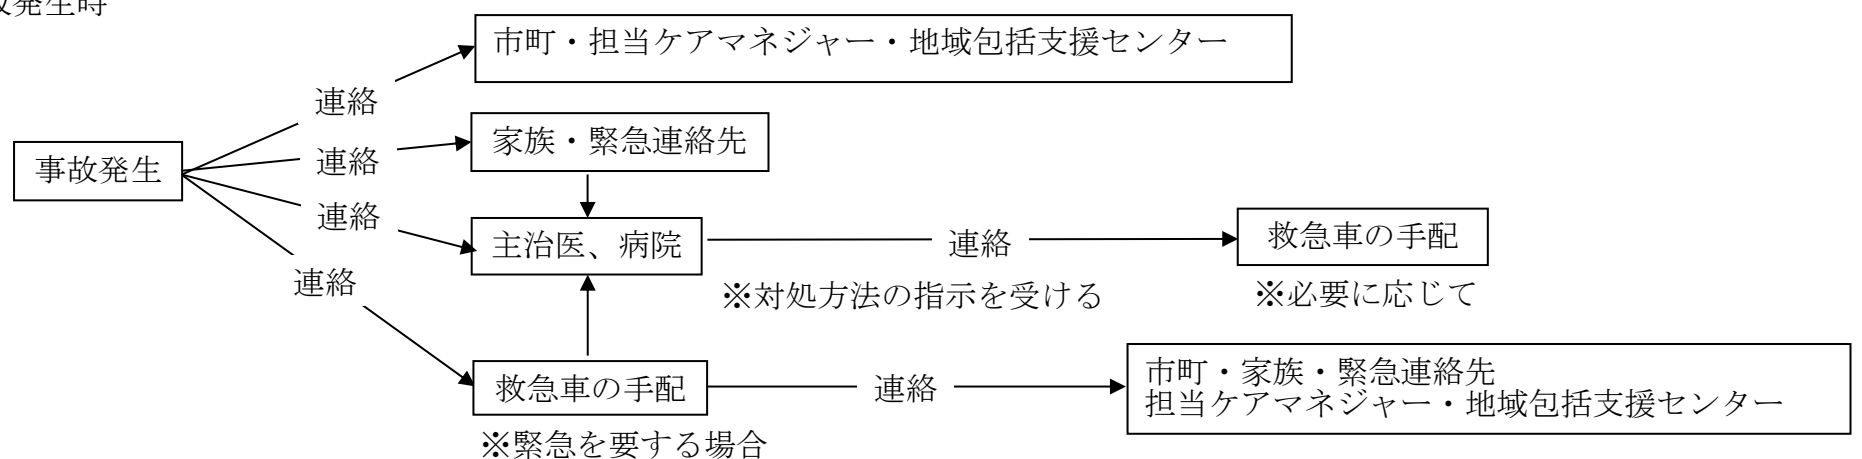 発生時
市町・担当ケアマネジャー・地域包括支援センター
連絡
家族・緊急連絡先
事故発生
連絡
連絡
主治医、病院
連絡
救急車の手配
連絡
※対処方法の指示を受ける
※必要に応じて
救急車の手配
連絡
市町・家族・緊急連絡先
担当ケアマネジャー・地域包括支援センター
※緊急を要する場合